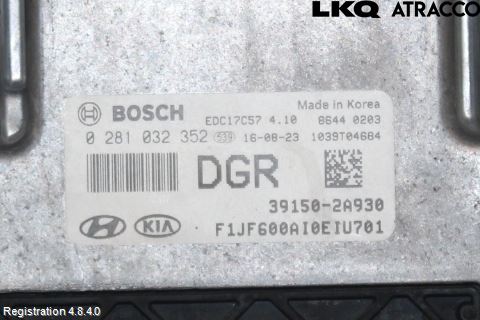 LKQ ATRACCO
BOSCH EDC17C57 4.10 Made in Korea
8644 0203
0 281 032 352 16-08-23 1039T04684
DGR
39150-2A930
HYUNDAI KIA F1JF600AI0EIU701
Registration 4.8.4.0